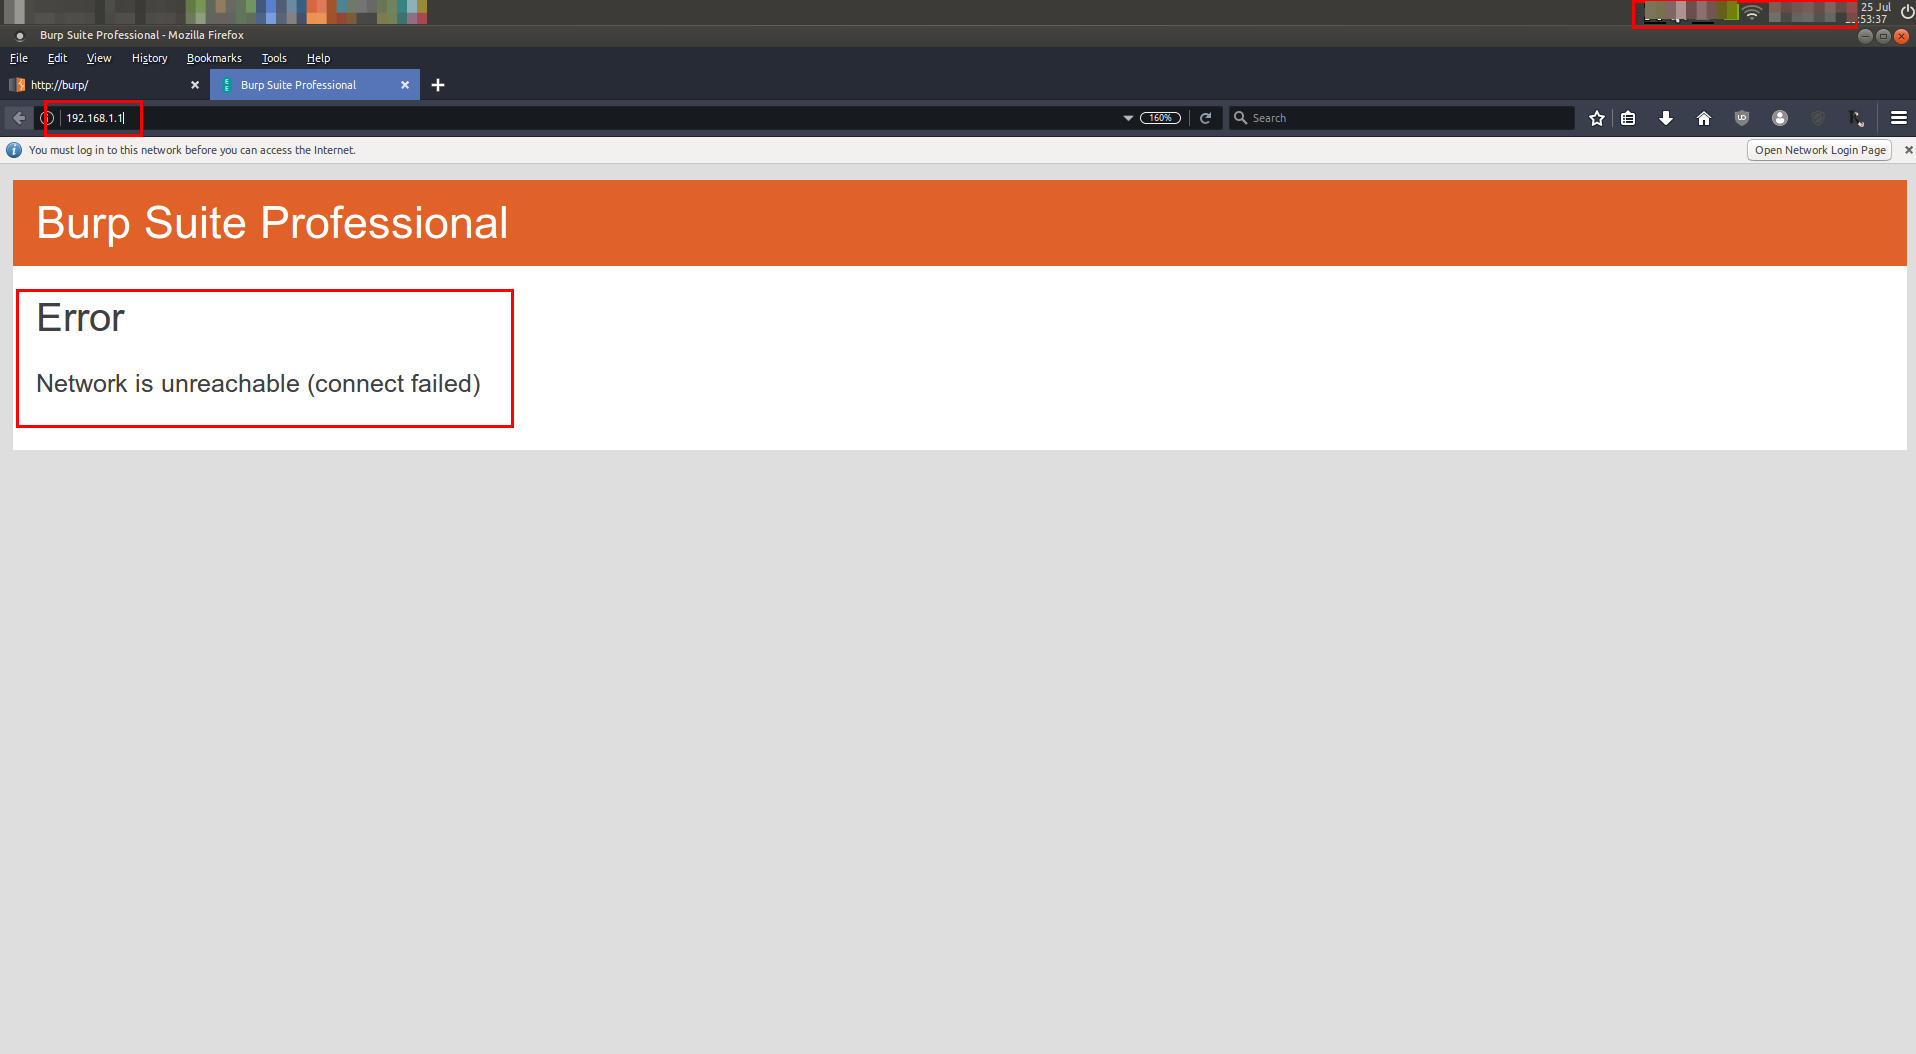 25 Jul
:53:37
Burp Suite Professional - Mozilla Firefox
File Edit View History Bookmarks Tools Help
http://burp/
Burp Suite Professional
192.168.1.1
160%
Search
You must log in to this network before you can access the Internet.
Open Network Login Page
Burp Suite Professional
Error
Network is unreachable (connect failed)